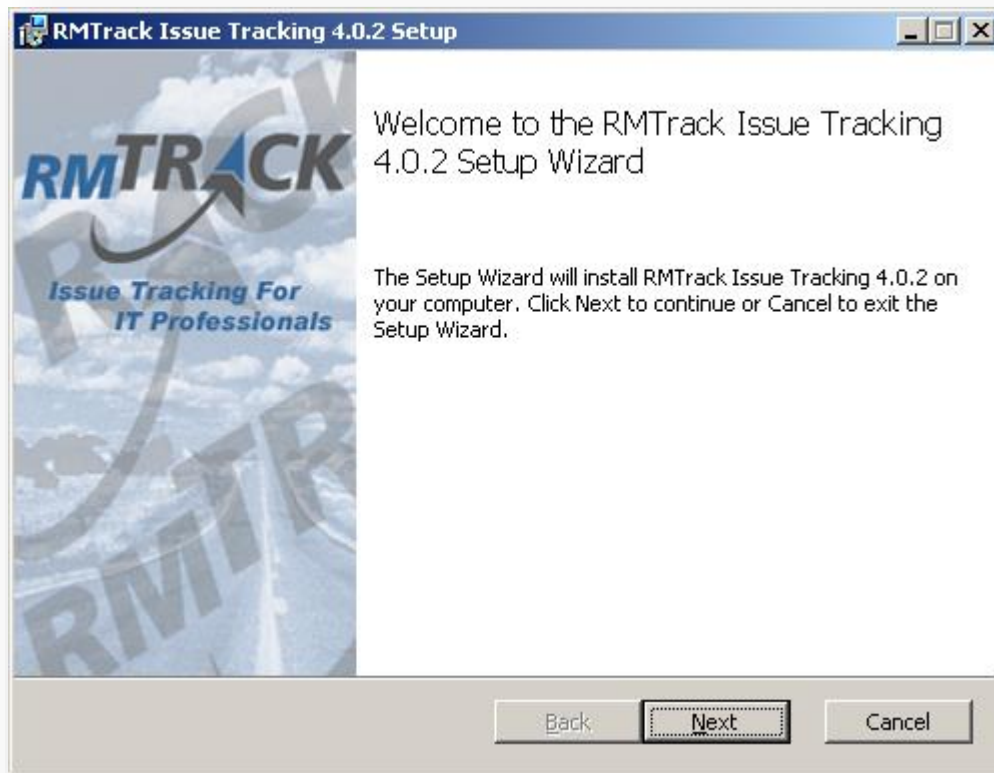 RMTrack Issue Tracking 4.0.2 Setup
RMTRACK
Issue Tracking For
IT Professionals
RACK
RMTR
Welcome to the RMTrack Issue Tracking
4.0.2 Setup Wizard
The Setup Wizard will install RMTrack Issue Tracking 4.0.2 on
your computer. Click Next to continue or Cancel to exit the
Setup Wizard.
Back
Next
Cancel